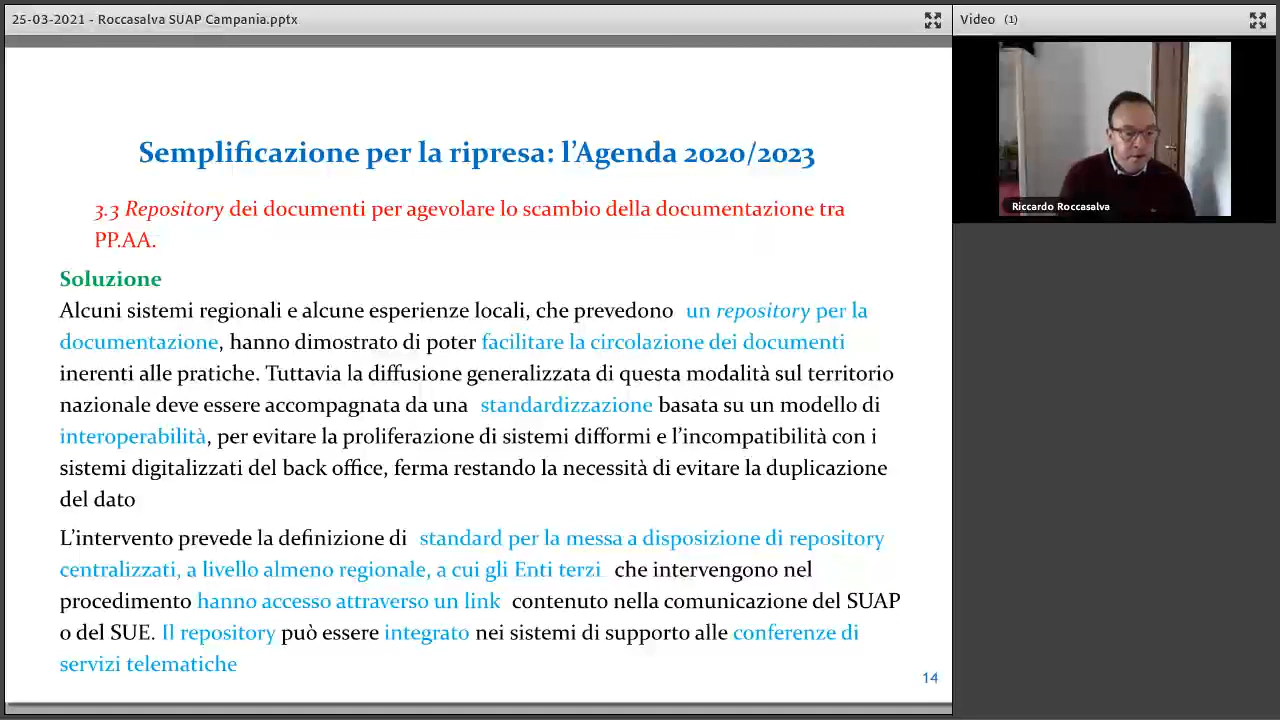 25-03-2021 - Roccasalva SUAP Campania.pptx
Video (1)
Riccardo Roccasalva
Semplificazione per la ripresa: l’Agenda 2020/2023
3.3 Repository dei documenti per agevolare lo scambio della documentazione tra
PP.AA.
Soluzione
Alcuni sistemi regionali e alcune esperienze locali, che prevedono un repository per la
documentazione, hanno dimostrato di poter facilitare la circolazione dei documenti
inerenti alle pratiche. Tuttavia la diffusione generalizzata di questa modalità sul territorio
nazionale deve essere accompagnata da una standardizzazione basata su un modello di
interoperabilità, per evitare la proliferazione di sistemi difformi e l’incompatibilità con i
sistemi digitalizzati del back office, ferma restando la necessità di evitare la duplicazione
del dato
L’intervento prevede la definizione di standard per la messa a disposizione di repository
centralizzati, a livello almeno regionale, a cui gli Enti terzi che intervengono nel
procedimento hanno accesso attraverso un link contenuto nella comunicazione del SUAP
o del SUE. Il repository può essere integrato nei sistemi di supporto alle conferenze di
servizi telematiche
14